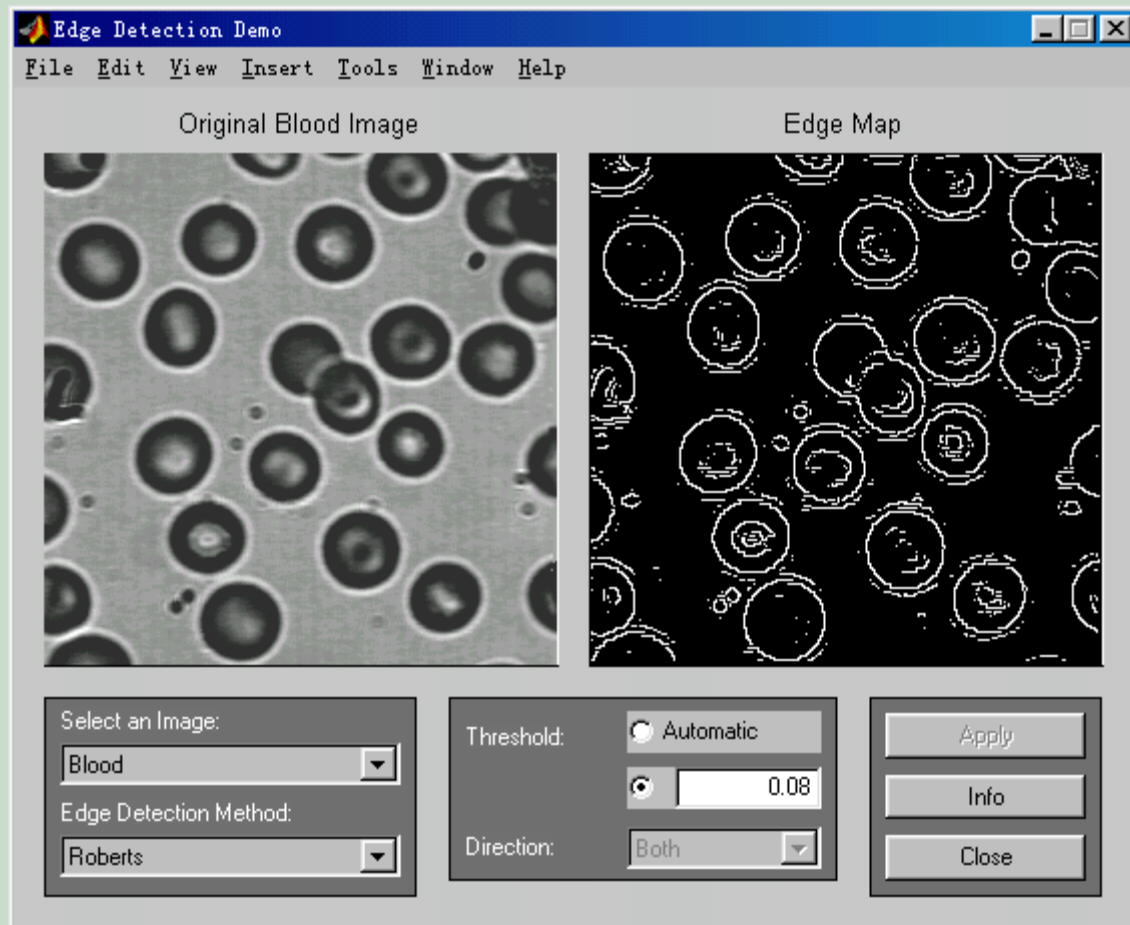 Edge Detection Demo
File Edit View Insert Tools Window Help
Original Blood Image
Edge Map
Select an Image:
Blood
Edge Detection Method:
Roberts
Threshold:
Automatic
0.08
Direction:
Both
Apply
Info
Close